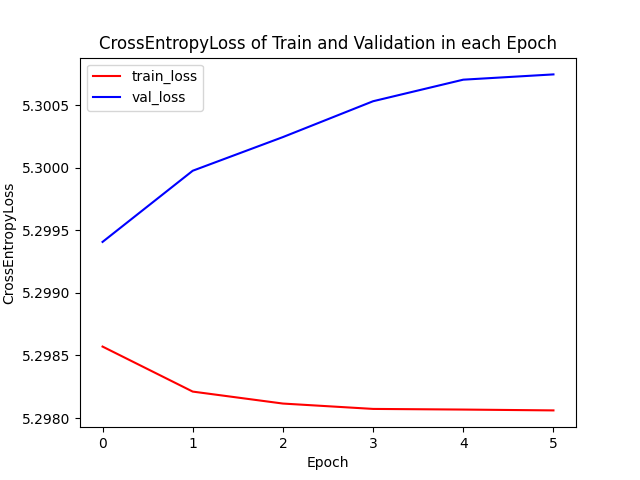 CrossEntropyLoss of Train and Validation in each Epoch
train_loss
val_loss
5.3005
5.3000
5.2995
5.2990
5.2985
5.2980
CrossEntropyLoss
0 1 2 3 4 5
Epoch